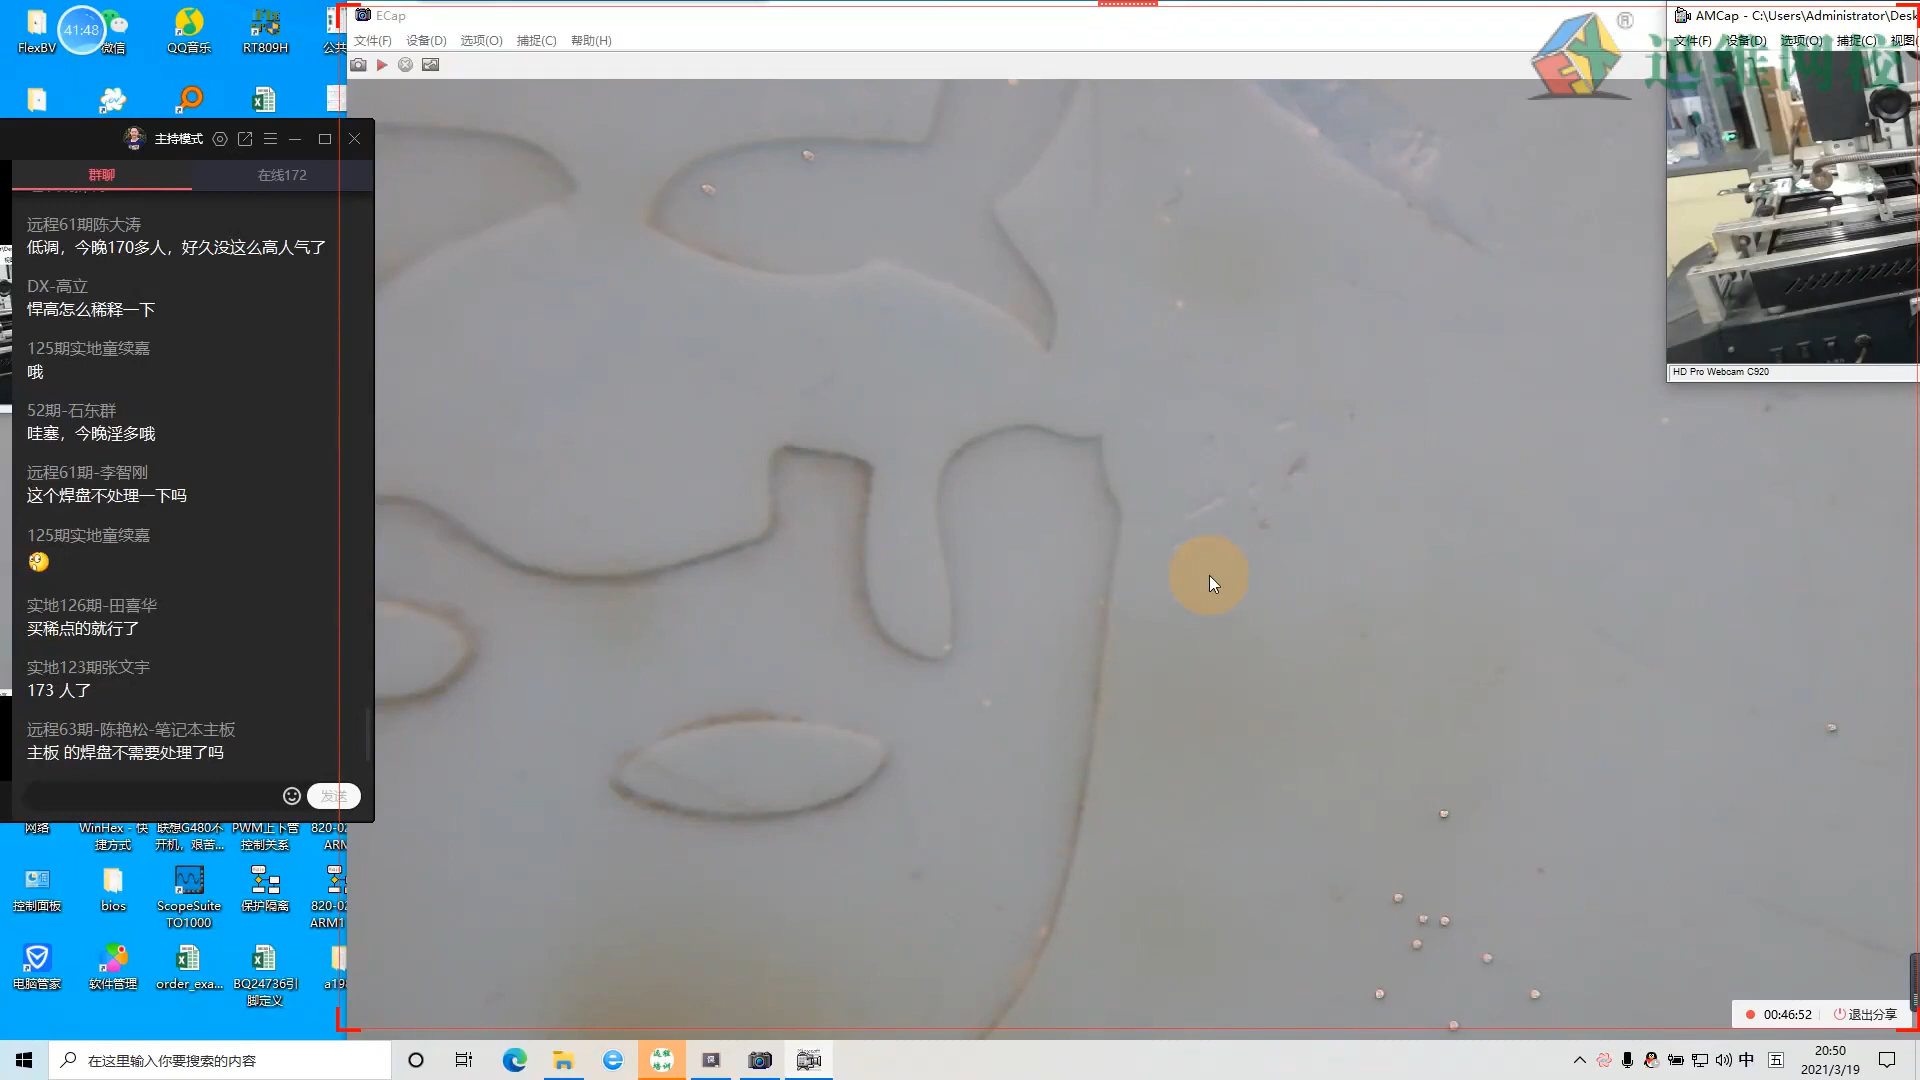 41:48
FlexBV
微信
QQ音乐
RT809H
ECap
文件(F)
设备(D)
选项(O)
捕捉(C)
帮助(H)
AMCap - C:\Users\Administrator\Desk
文件(F)
设备(D)
选项(O)
捕捉(C)
迅维网校
®
主持模式
群聊
在线172
远程61期陈大涛
低调，今晚170多人，好久没这么高人气了
DX-高立
悍高怎么稀释一下
125期实地童续嘉
哦
52期-石东群
哇塞，今晚淫多哦
远程61期-李智刚
这个焊盘不处理一下吗
125期实地童续嘉
实地126期-田喜华
买稀点的就行了
实地123期张文宇
173 人了
远程63期-陈艳松-笔记本主板
主板 的焊盘不需要处理了吗
发送
HD Pro Webcam C920
网络
WinHex - 快
捷方式
联想G480不
开机，艰苦...
PWM上下管
控制关系
820-02
ARM
控制面板
bios
ScopeSuite
TO1000
保护隔离
820-02
ARM1
电脑管家
软件管理
order_exa...
BQ24736引
脚定义
a198
00:46:52
退出分享
在这里输入你要搜索的内容
中
五
20:50
2021/3/19